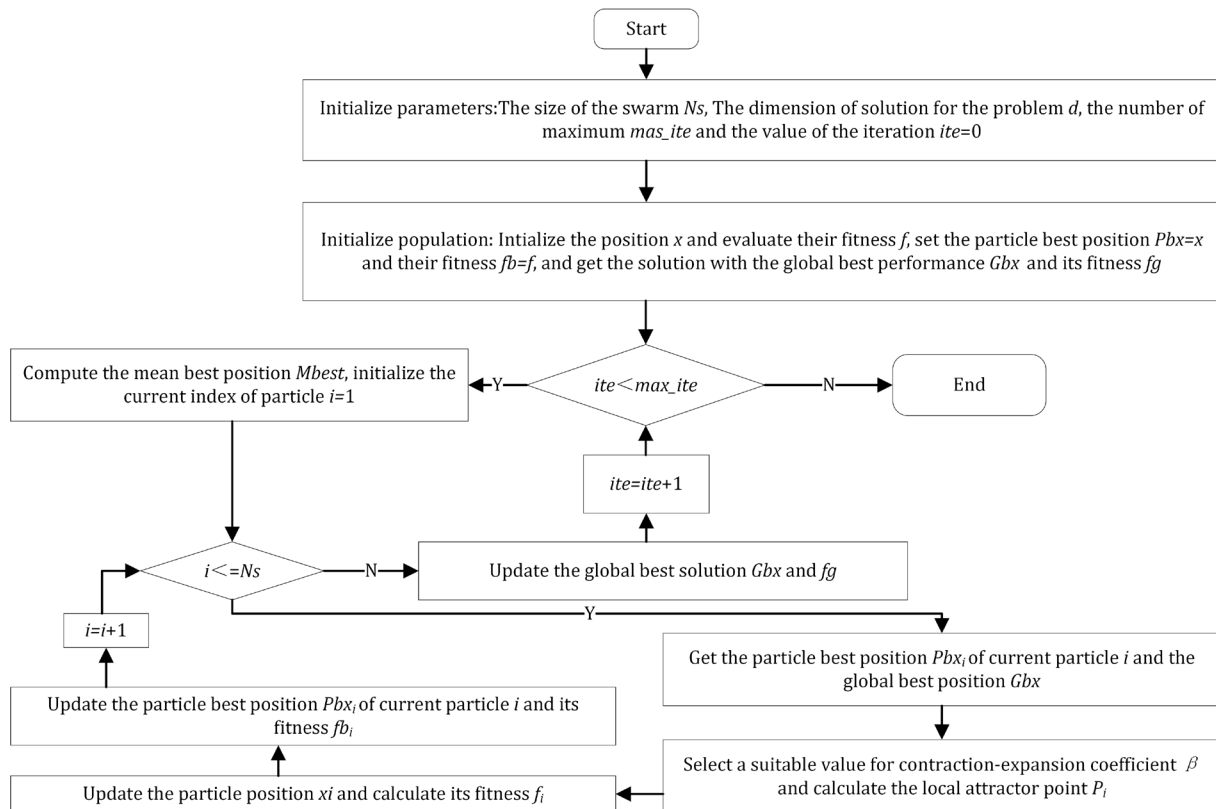 Start
Initialize parameters:The size of the swarm Ns, The dimension of solution for the problem d, the number of
maximum mas_ite and the value of the iteration ite=0
Initialize population: Intialize the position x and evaluate their fitness f, set the particle best position Pbx=x
and their fitness fb=f, and get the solution with the global best performance Gbx and its fitness fg
Compute the mean best position Mbest, initialize the
current index of particle i=1
Y
ite<max_ite
N
End
ite=ite+1
i<=Ns
N
Update the global best solution Gbx and fg
Y
i=i+1
Get the particle best position Pbxi of current particle i and the
global best position Gbx
Update the particle best position Pbxi of current particle i and its
fitness fbi
Select a suitable value for contraction-expansion coefficient β
and calculate the local attractor point Pi
Update the particle position xi and calculate its fitness fi